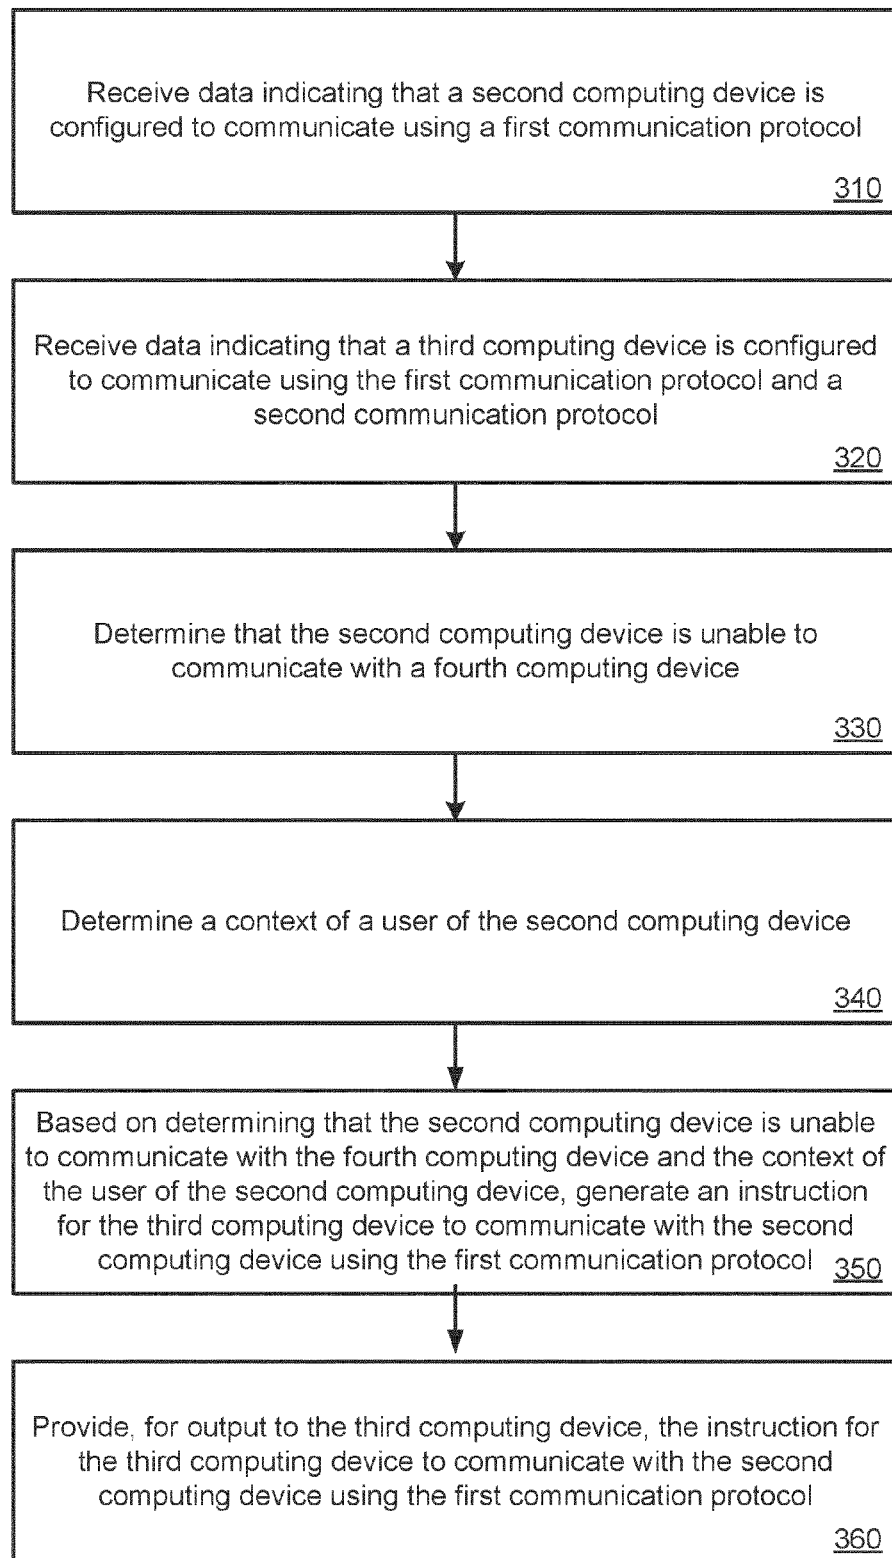 Receive data indicating that a second computing device is
configured to communicate using a first communication protocol
310
Receive data indicating that a third computing device is configured
to communicate using the first communication protocol and a
second communication protocol
320
Determine that the second computing device is unable to
communicate with a fourth computing device
330
Determine a context of a user of the second computing device
340
Based on determining that the second computing device is unable
to communicate with the fourth computing device and the context of
the user of the second computing device, generate an instruction
for the third computing device to communicate with the second
computing device using the first communication protocol
350
Provide, for output to the third computing device, the instruction for
the third computing device to communicate with the second
computing device using the first communication protocol
360